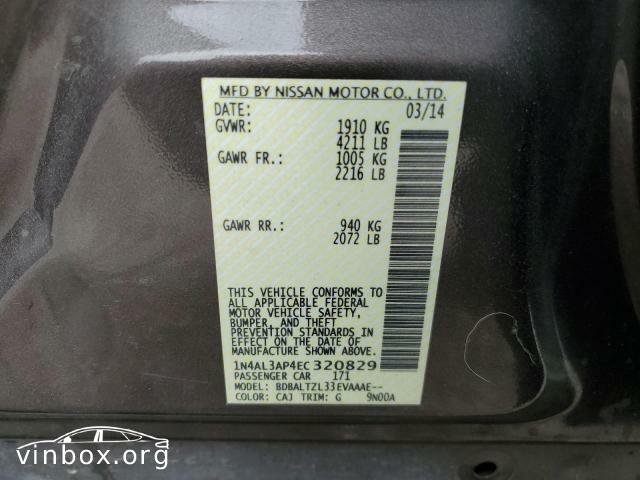 MFD BY NISSAN MOTOR CO., LTD.
DATE: 03/14
GVWR: 1910 KG
4211 LB
GAWR FR.: 1005 KG
2216 LB
GAWR RR.: 940 KG
2072 LB
THIS VEHICLE CONFORMS TO
ALL APPLICABLE FEDERAL
MOTOR VEHICLE SAFETY,
BUMPER, AND THEFT
PREVENTION STANDARDS IN
EFFECT ON THE DATE OF
MANUFACTURE SHOWN ABOVE.
1N4AL3AP4EC320829
PASSENGER CAR 171
MODEL: BDBALTZL33EVAAAE--
COLOR: CAJ TRIM: G 9N00A
vinbox.org